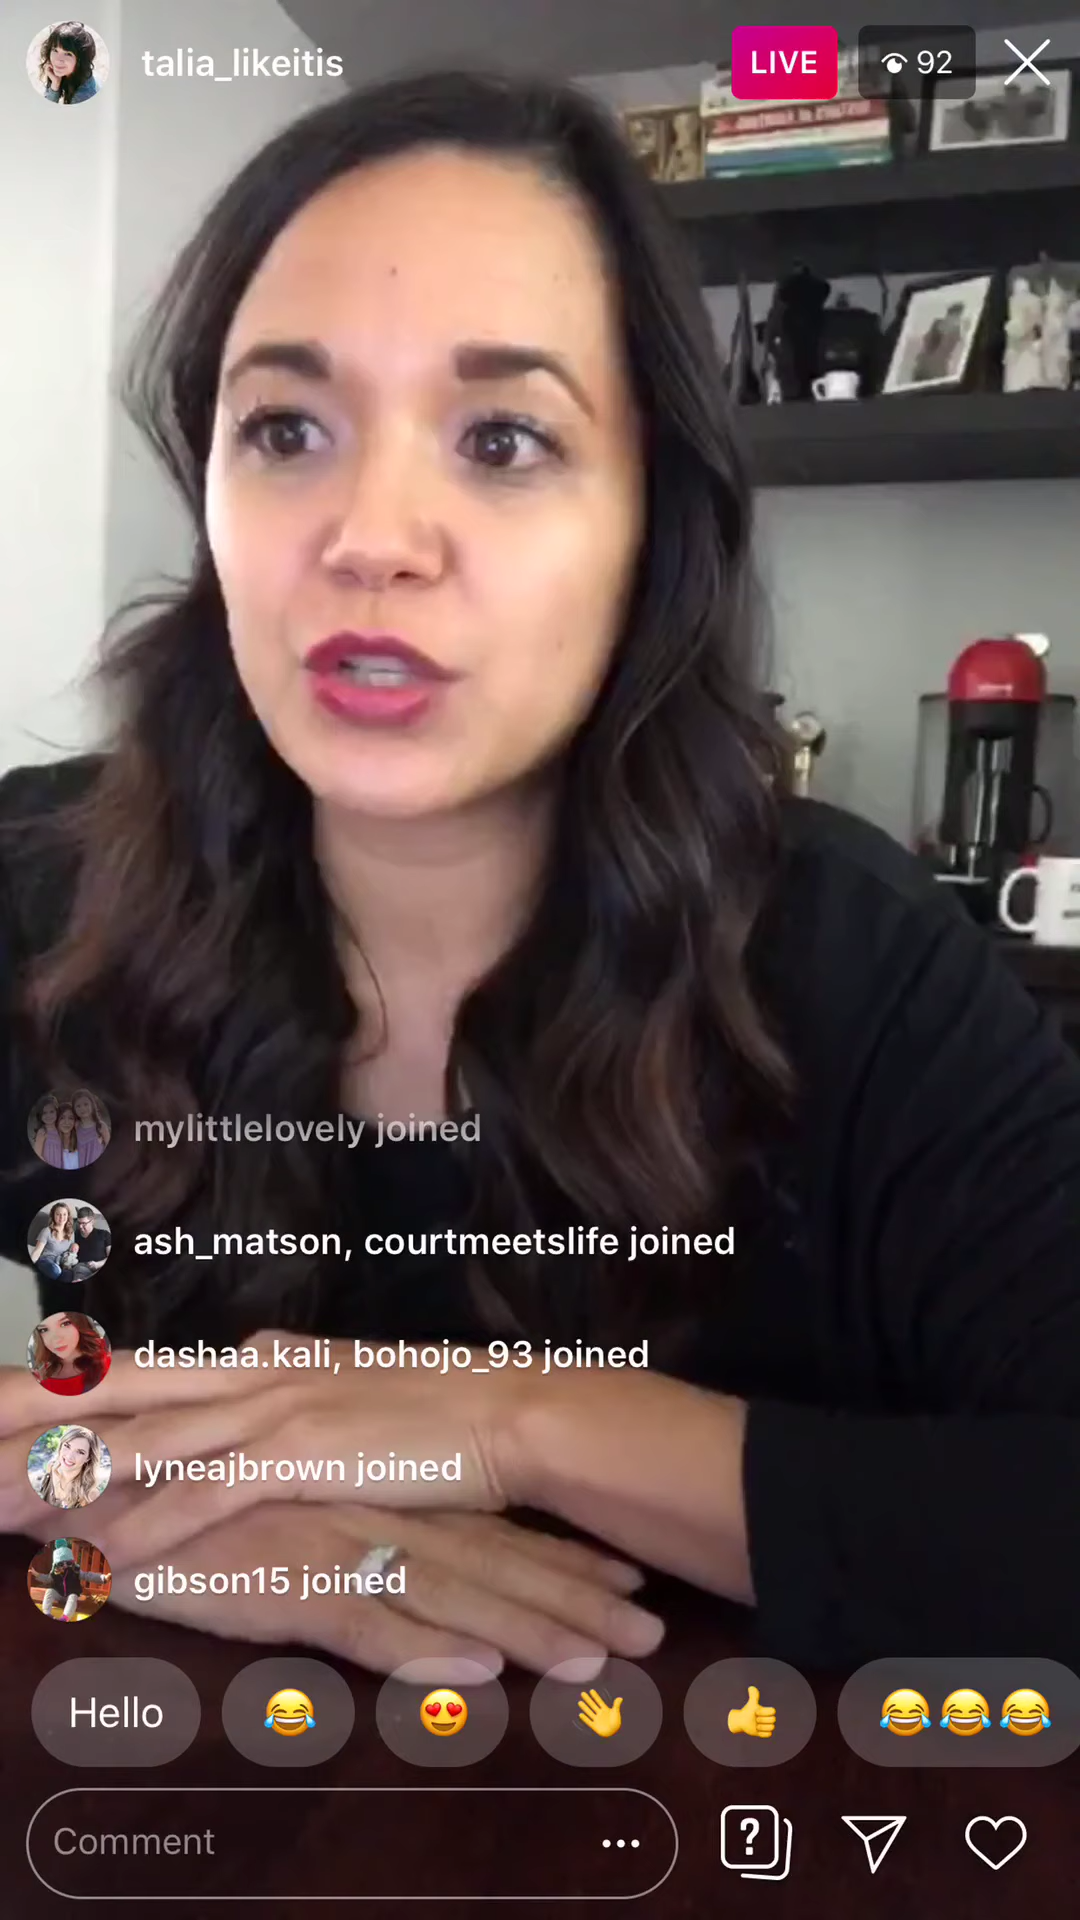 talia_likeitis
LIVE
92
mylittlelovely joined
ash_matson, courtmeetslife joined
dashaa.kali, bohojo_93 joined
lyneajbrown joined
gibson15 joined
Hello
Comment